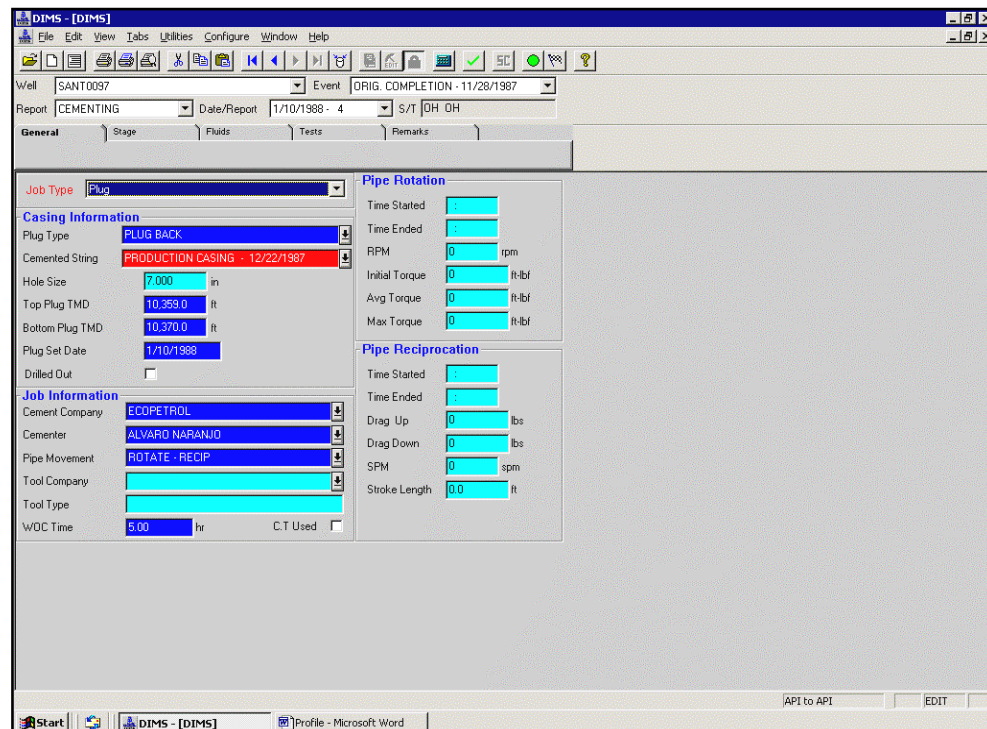 DIMS - [DIMS]
File Edit View Tabs Utilities Configure Window Help
EDIT SC
Well SANT0097 Event ORIG. COMPLETION - 11/28/1987
Report CEMENTING Date/Report 1/10/1988 - 4 S/T OH OH
General Stage Fluids Tests Remarks
Job Type Plug
Casing Information
Plug Type PLUG BACK
Cemented String PRODUCTION CASING - 12/22/1987
Hole Size 7.000 in
Top Plug TMD 10,359.0 ft
Bottom Plug TMD 10,370.0 ft
Plug Set Date 1/10/1988
Drilled Out
Job Information
Cement Company ECOPETROL
Cementer ALVARO NARANJO
Pipe Movement ROTATE - RECIP
Tool Company
Tool Type
WOC Time 5.00 hr C.T Used
Pipe Rotation
Time Started :
Time Ended :
RPM 0 rpm
Initial Torque 0 ft-lbf
Avg Torque 0 ft-lbf
Max Torque 0 ft-lbf
Pipe Reciprocation
Time Started :
Time Ended :
Drag Up 0 lbs
Drag Down 0 lbs
SPM 0 spm
Stroke Length 0.0 ft
API to API EDIT
Start DIMS - [DIMS] Profile - Microsoft Word